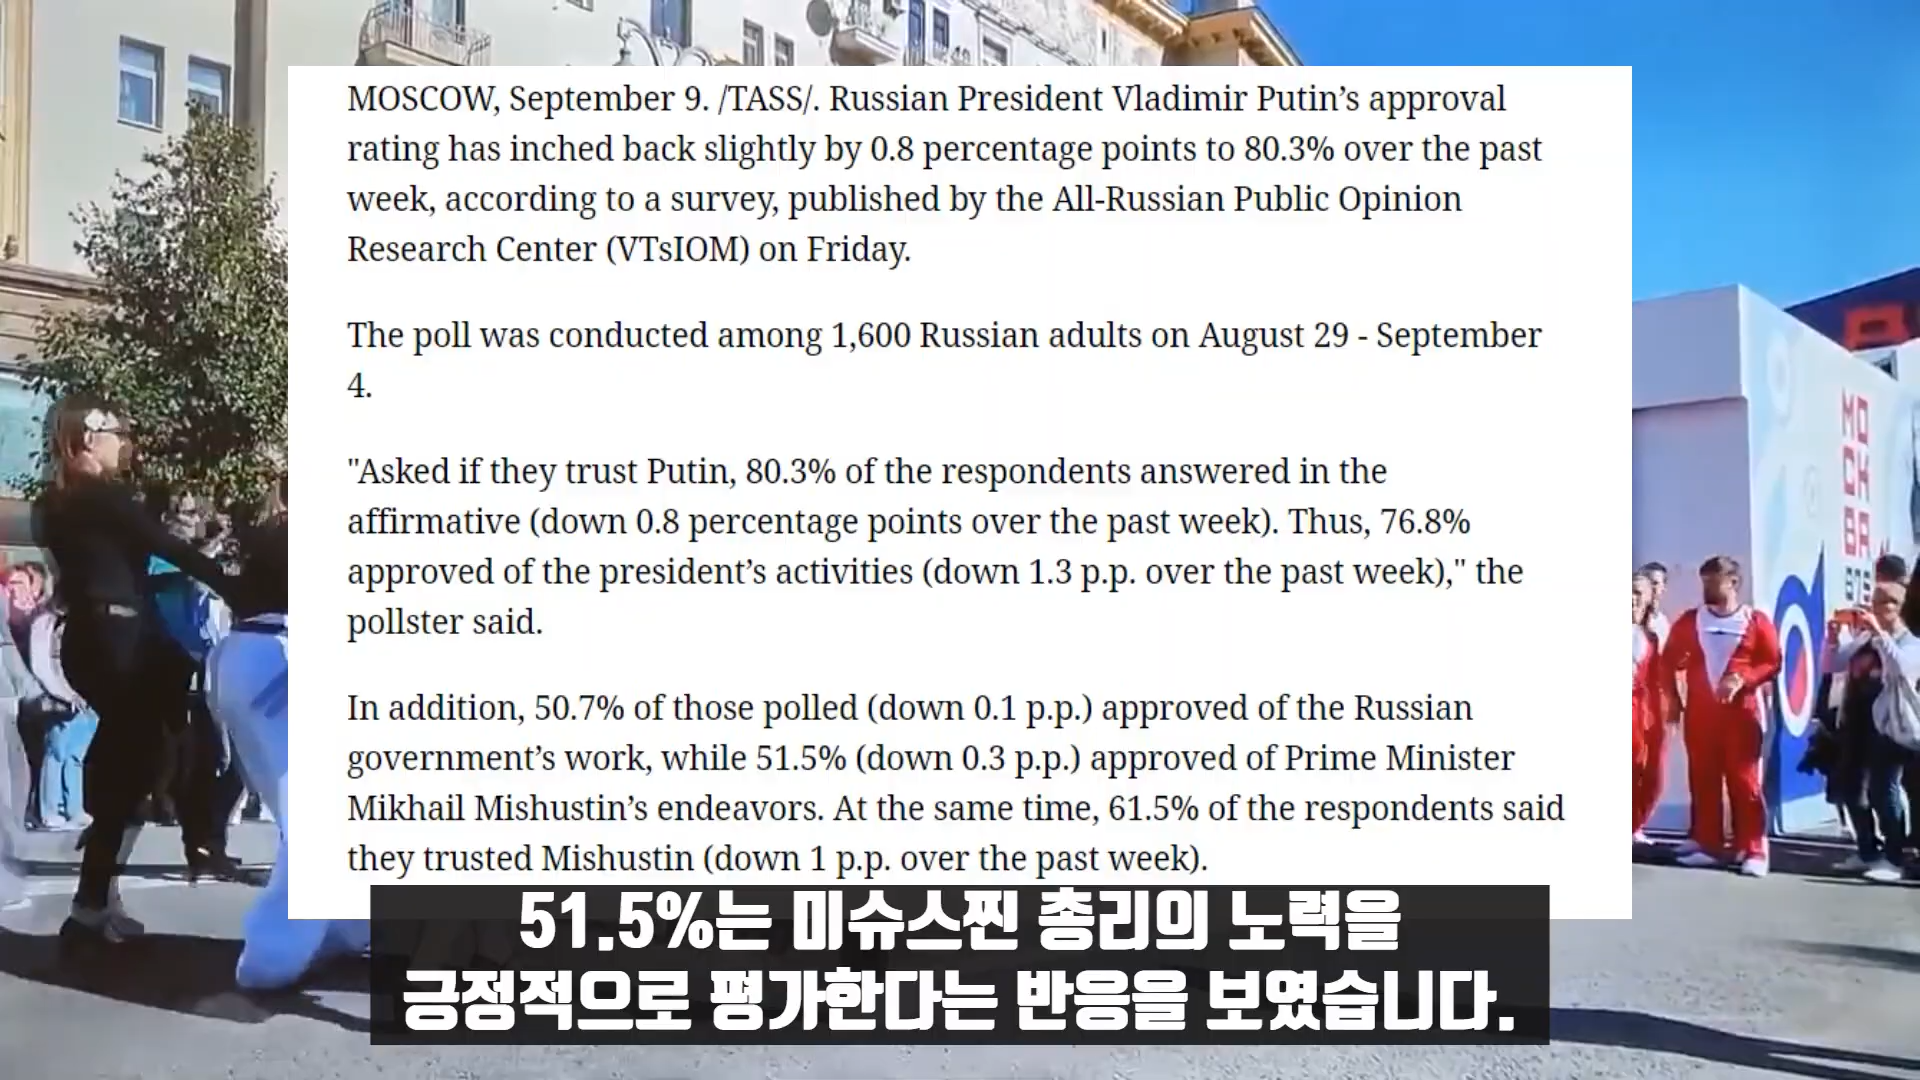 MOSCOW, September 9. /TASS/. Russian President Vladimir Putin’s approval
rating has inched back slightly by 0.8 percentage points to 80.3% over the past
week, according to a survey, published by the All-Russian Public Opinion
Research Center (VTsIOM) on Friday.
The poll was conducted among 1,600 Russian adults on August 29 - September
4.
"Asked if they trust Putin, 80.3% of the respondents answered in the
affirmative (down 0.8 percentage points over the past week). Thus, 76.8%
approved of the president’s activities (down 1.3 p.p. over the past week)," the
pollster said.
In addition, 50.7% of those polled (down 0.1 p.p.) approved of the Russian
government’s work, while 51.5% (down 0.3 p.p.) approved of Prime Minister
Mikhail Mishustin’s endeavors. At the same time, 61.5% of the respondents said
they trusted Mishustin (down 1 p.p. over the past week).
51.5%는 미슈스찐 총리의 노력을
긍정적으로 평가한다는 반응을 보였습니다.
МО
СК
ВА